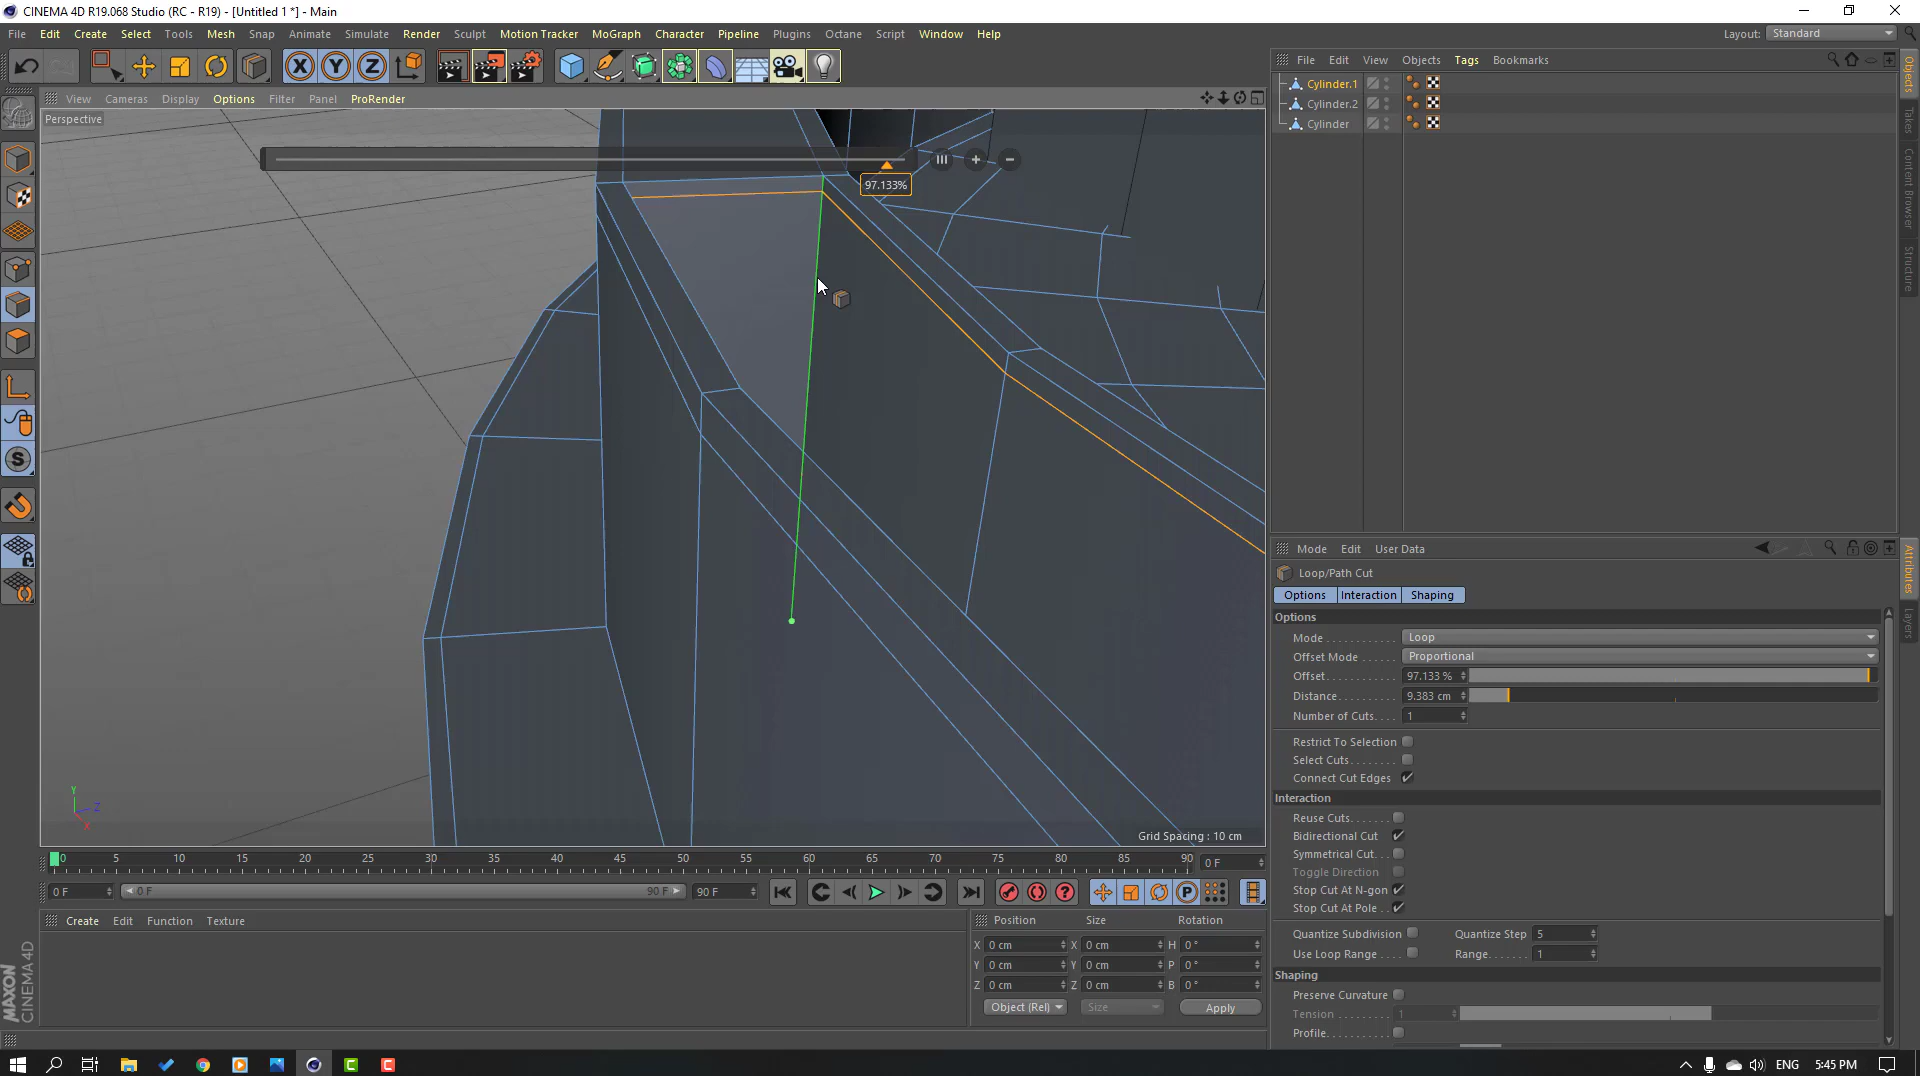 CINEMA 4D R19.068 Studio (RC - R19) - [Untitled 1 *] - Main
File Edit Create Select Tools Mesh Snap Animate Simulate Render Sculpt Motion Tracker MoGraph Character Pipeline Plugins Octane Script Window Help
Layout: Standard
View Cameras Display Options Filter Panel ProRender
File Edit View Objects Tags Bookmarks
Perspective
97.133%
Cylinder.1
Cylinder.2
Cylinder
Objects
Takes
Content Browser
Structure
Mode Edit User Data
Loop/Path Cut
Options Interaction Shaping
Options
Mode Loop
Offset Mode Proportional
Offset 97.133 %
Distance 9.383 cm
Number of Cuts 1
Restrict To Selection
Select Cuts
Connect Cut Edges
Interaction
Reuse Cuts
Bidirectional Cut
Symmetrical Cut
Toggle Direction
Stop Cut At N-gon
Stop Cut At Pole
Quantize Subdivision Quantize Step 5
Use Loop Range Range 1
Shaping
Preserve Curvature
Tension 1
Profile
Attributes
Layers
Y
Z
X
Grid Spacing : 10 cm
0 5 10 15 20 25 30 35 40 45 50 55 60 65 70 75 80 85 90
0 F
0 F 0 F 90 F 90 F
Create Edit Function Texture
Position Size Rotation
X 0 cm X 0 cm H 0 °
Y 0 cm Y 0 cm P 0 °
Z 0 cm Z 0 cm B 0 °
Object (Rel) Size Apply
MAXON
CINEMA 4D
ENG 5:45 PM